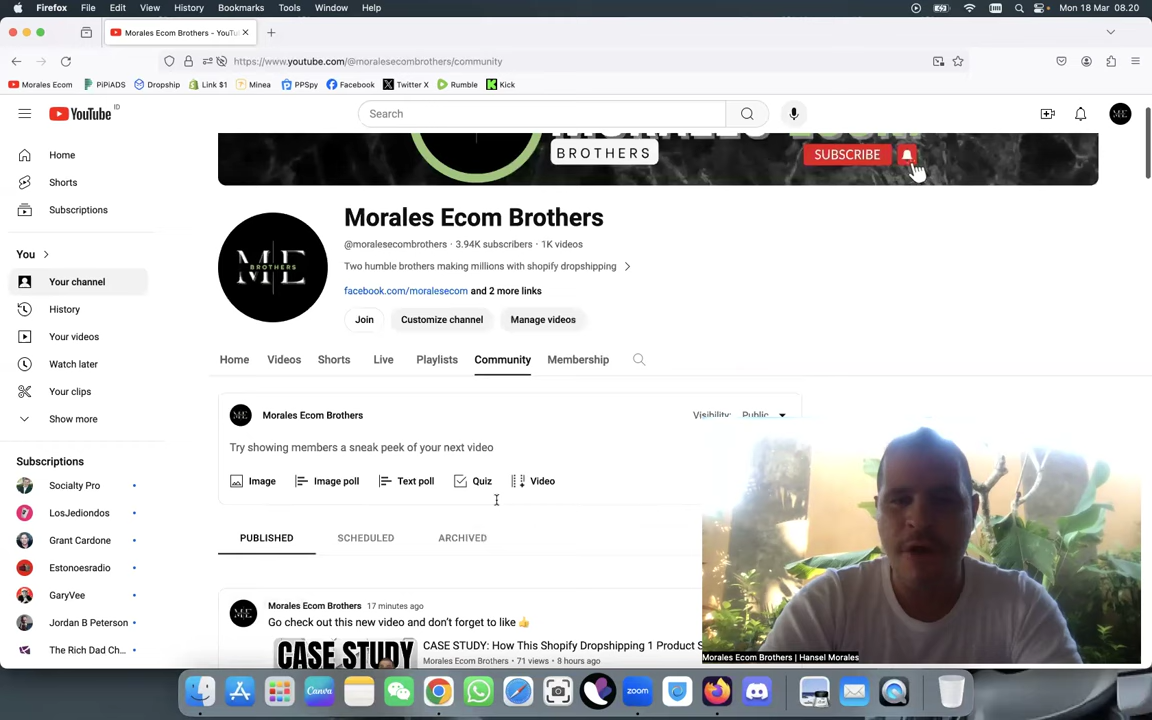 Firefox File Edit View History Bookmarks Tools Window Help Mon 18 Mar 08.20
Morales Ecom Brothers - YouTu
https://www.youtube.com/@moralesecombrothers/community
Morales Ecom PiPiADS Dropship Link $1 Minea PPSpy Facebook Twitter X Rumble Kick
YouTube ID
Search
BROTHERS
SUBSCRIBE
Home
Shorts
Subscriptions
You
Your channel
History
Your videos
Watch later
Your clips
Show more
Subscriptions
Socialty Pro
LosJediondos
Grant Cardone
Estonoesradio
GaryVee
Jordan B Peterson
The Rich Dad Ch...
M E
BROTHERS
Morales Ecom Brothers
@moralesecombrothers · 3.94K subscribers · 1K videos
Two humble brothers making millions with shopify dropshipping
facebook.com/moralesecom and 2 more links
Join Customize channel Manage videos
Home Videos Shorts Live Playlists Community Membership
Morales Ecom Brothers
Visibility: Public
Try showing members a sneak peek of your next video
Image Image poll Text poll Quiz Video
PUBLISHED SCHEDULED ARCHIVED
Morales Ecom Brothers 17 minutes ago
Go check out this new video and don't forget to like 👍
CASE STUDY
CASE STUDY: How This Shopify Dropshipping 1 Product S
Morales Ecom Brothers • 71 views • 8 hours ago
Morales Ecom Brothers | Hansel Morales
Canva
zoom